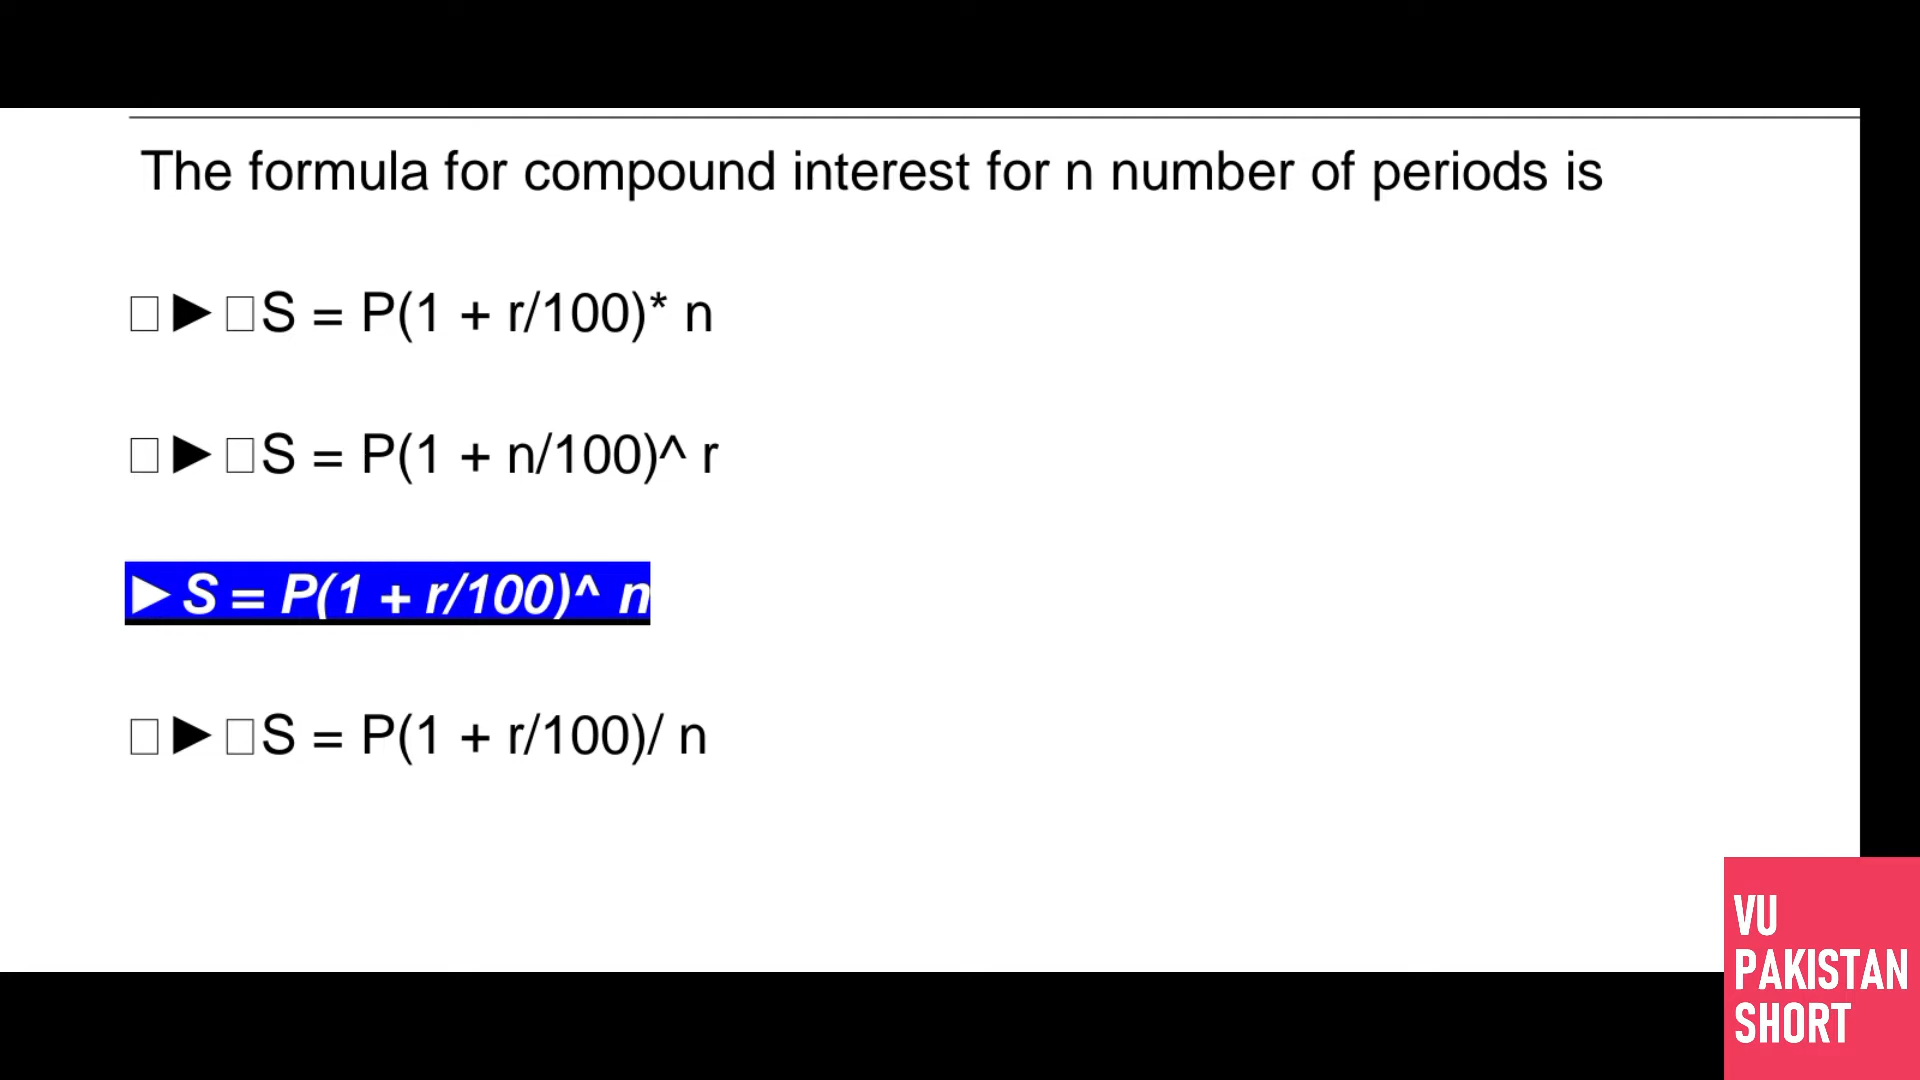 The formula for compound interest for n number of periods is
□►□S = P(1 + r/100)* n
□►□S = P(1 + n/100)^ r
►S = P(1 + r/100)^ n
□►□S = P(1 + r/100)/ n
VU
PAKISTAN
SHORT